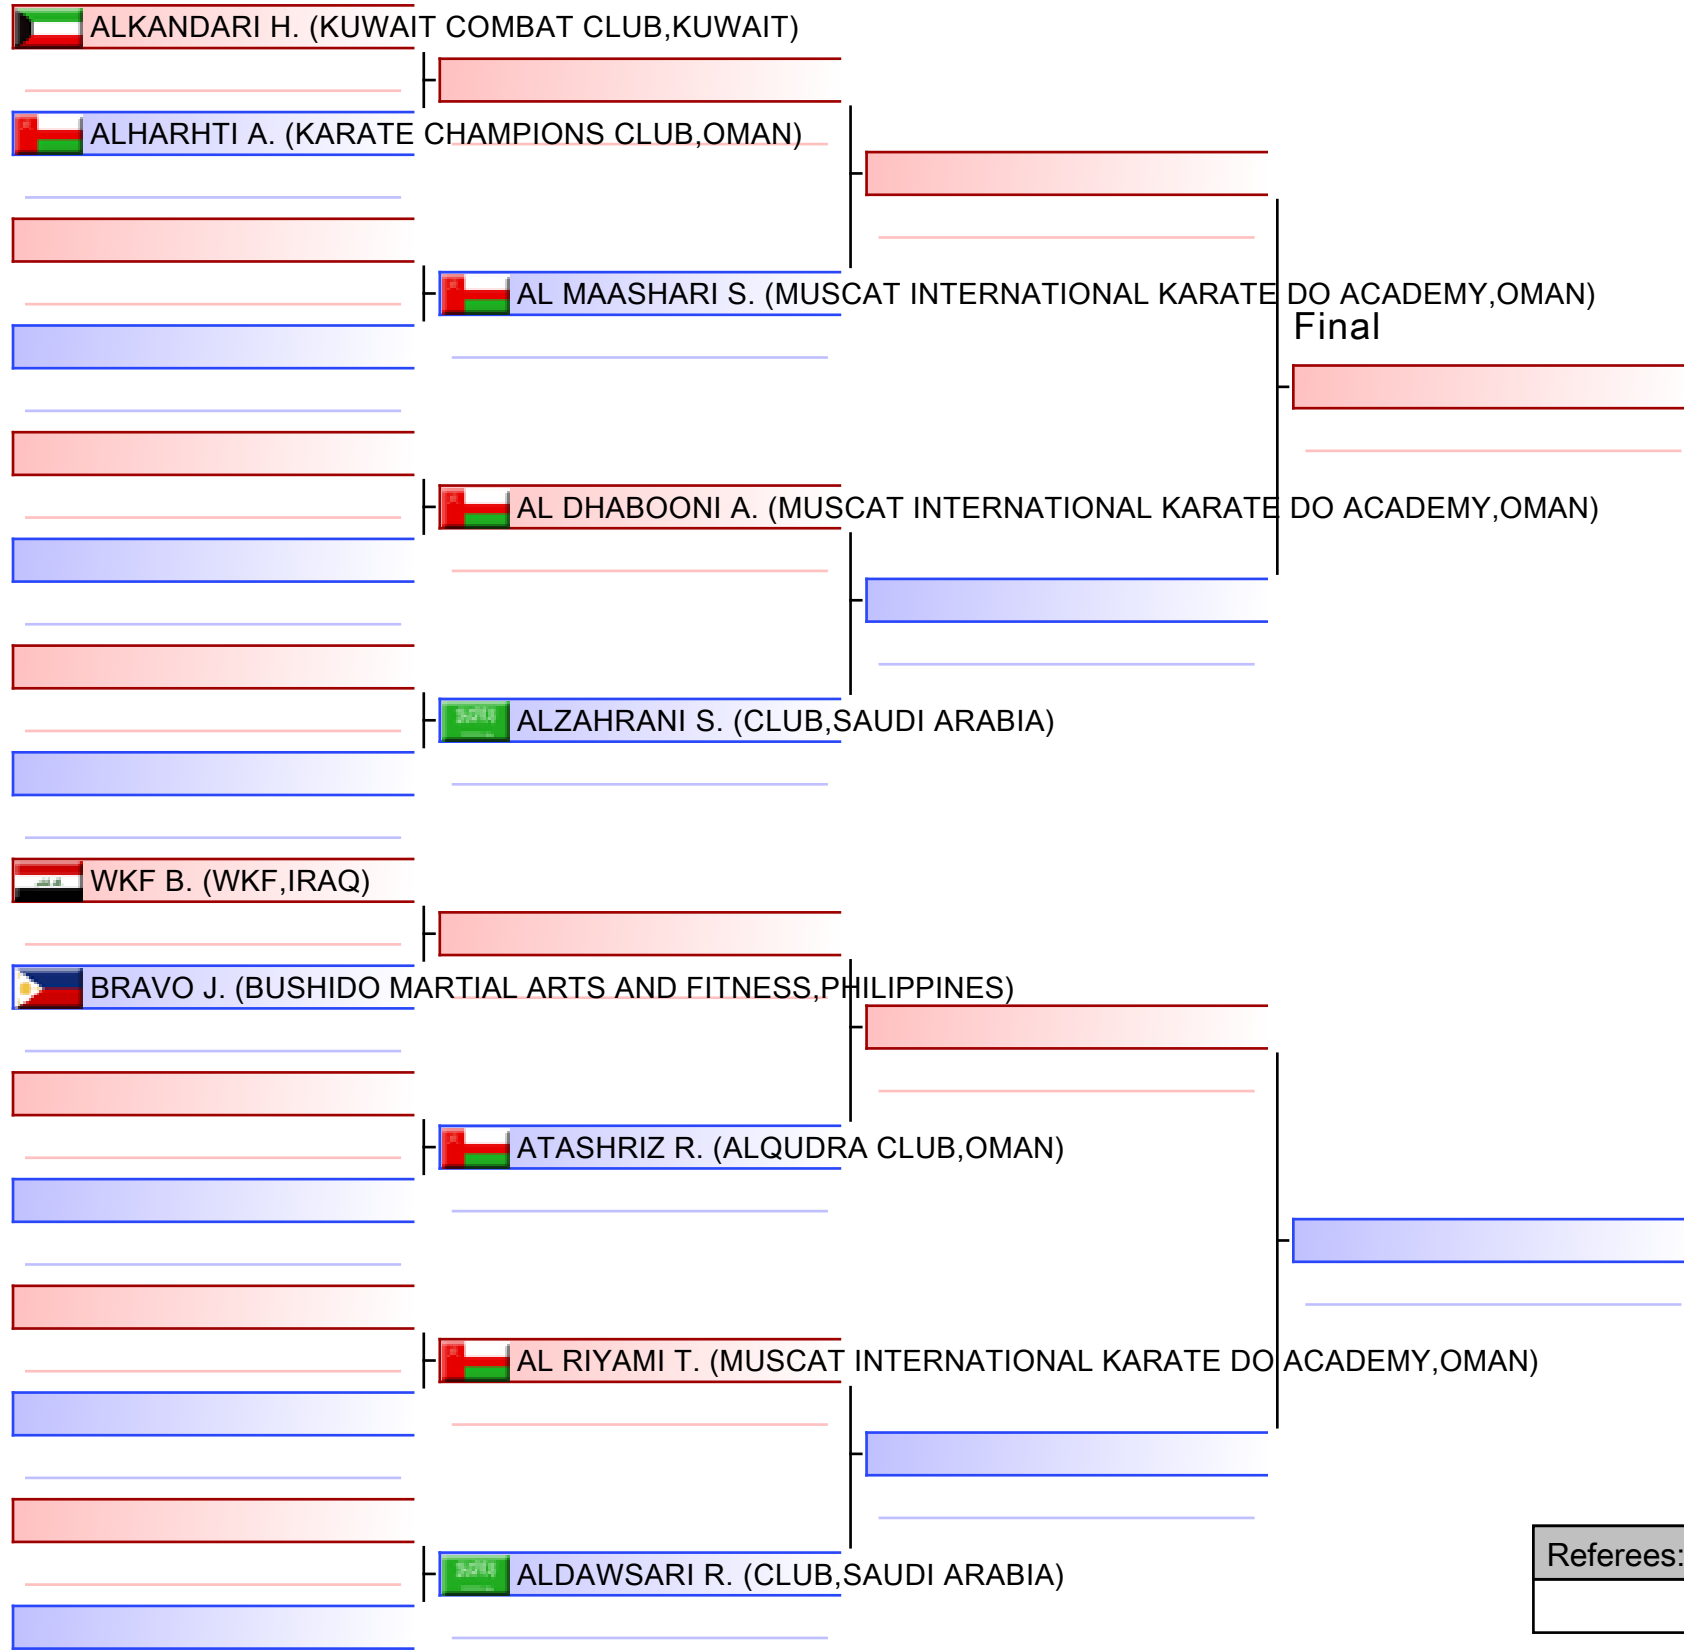 ALKANDARI H. (KUWAIT COMBAT CLUB,KUWAIT)
ALHARHTI A. (KARATE CHAMPIONS CLUB,OMAN)
AL MAASHARI S. (MUSCAT INTERNATIONAL KARATE DO ACADEMY,OMAN)
Final
AL DHABOONI A. (MUSCAT INTERNATIONAL KARATE DO ACADEMY,OMAN)
ALZAHRANI S. (CLUB,SAUDI ARABIA)
WKF B. (WKF,IRAQ)
BRAVO J. (BUSHIDO MARTIAL ARTS AND FITNESS,PHILIPPINES)
ATASHRIZ R. (ALQUDRA CLUB,OMAN)
AL RIYAMI T. (MUSCAT INTERNATIONAL KARATE DO ACADEMY,OMAN)
Referees:
ALDAWSARI R. (CLUB,SAUDI ARABIA)